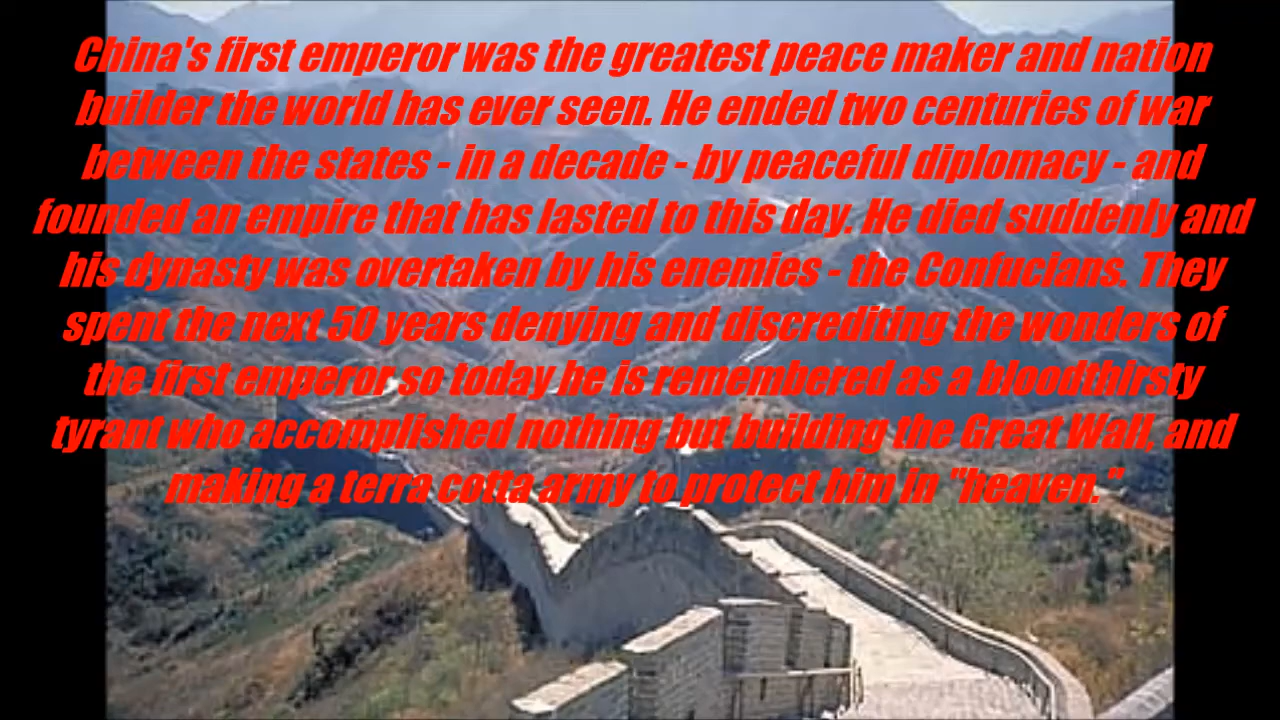 China's first emperor was the greatest peace maker and nation
builder the world has ever seen. He ended two centuries of war
between the states - in a decade - by peaceful diplomacy - and
founded an empire that has lasted to this day. He died suddenly and
his dynasty was overtaken by his enemies - the Confucians. They
spent the next 50 years denying and discrediting the wonders of
the first emperor so today he is remembered as a bloodthirsty
tyrant who accomplished nothing but building the Great Wall, and
making a terra cotta army to protect him in "heaven."